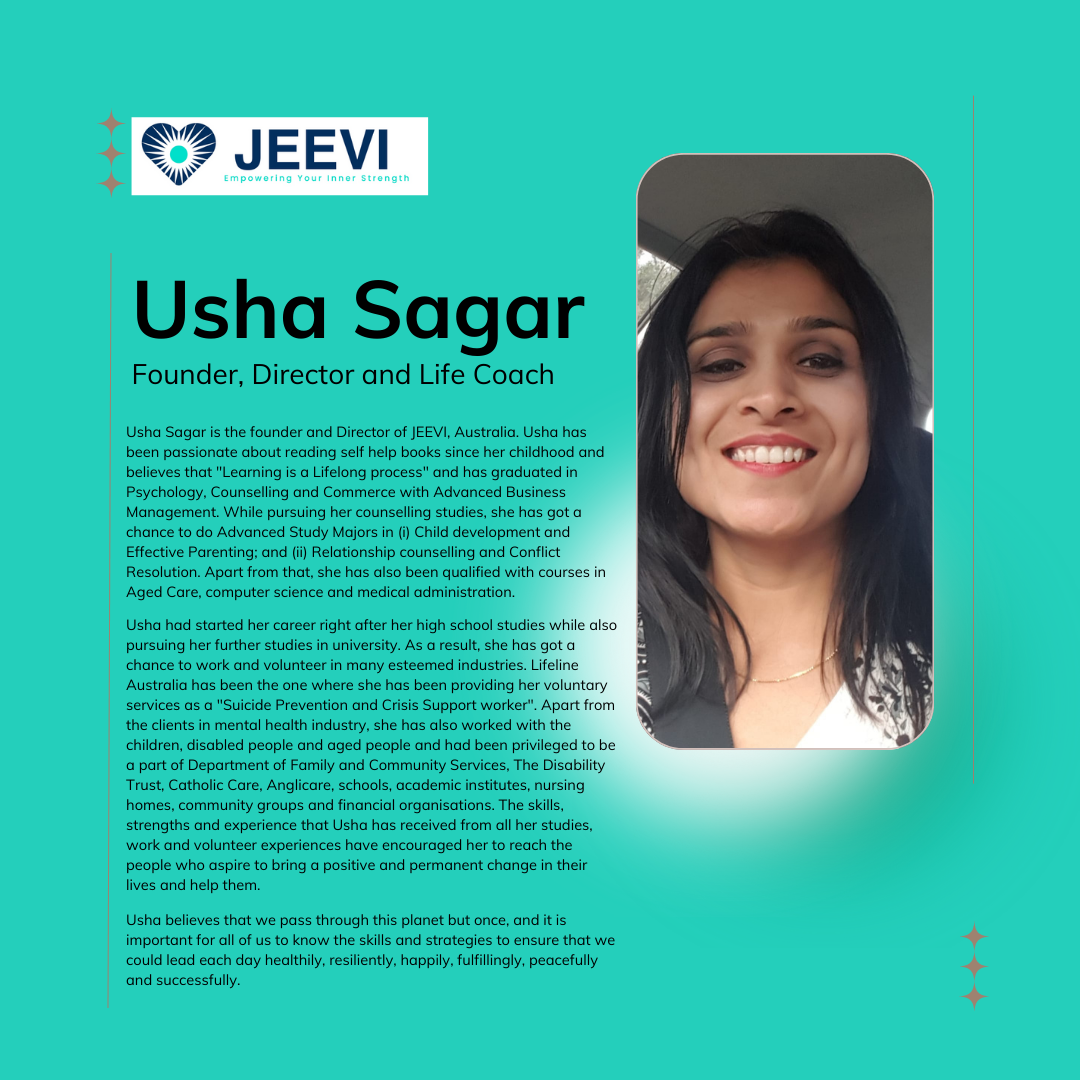 JEEVI
Empowering Your Inner Strength
Usha Sagar
Founder, Director and Life Coach
Usha Sagar is the founder and Director of JEEVI, Australia. Usha has
been passionate about reading self help books since her childhood and
believes that "Learning is a Lifelong process" and has graduated in
Psychology, Counselling and Commerce with Advanced Business
Management. While pursuing her counselling studies, she has got a
chance to do Advanced Study Majors in (i) Child development and
Effective Parenting; and (ii) Relationship counselling and Conflict
Resolution. Apart from that, she has also been qualified with courses in
Aged Care, computer science and medical administration.
Usha had started her career right after her high school studies while also
pursuing her further studies in university. As a result, she has got a
chance to work and volunteer in many esteemed industries. Lifeline
Australia has been the one where she has been providing her voluntary
services as a "Suicide Prevention and Crisis Support worker". Apart from
the clients in mental health industry, she has also worked with the
children, disabled people and aged people and had been privileged to be
a part of Department of Family and Community Services, The Disability
Trust, Catholic Care, Anglicare, schools, academic institutes, nursing
homes, community groups and financial organisations. The skills,
strengths and experience that Usha has received from all her studies,
work and volunteer experiences have encouraged her to reach the
people who aspire to bring a positive and permanent change in their
lives and help them.
Usha believes that we pass through this planet but once, and it is
important for all of us to know the skills and strategies to ensure that we
could lead each day healthily, resiliently, happily, fulfillingly, peacefully
and successfully.